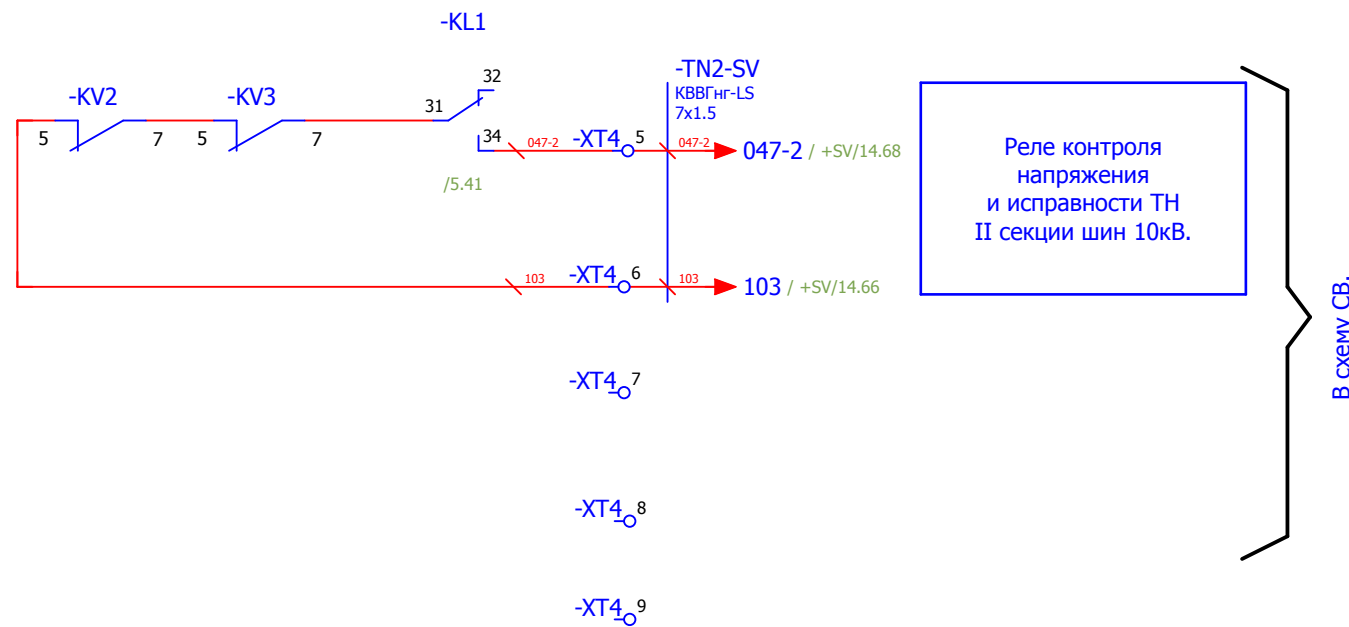 -KL1
32
-TN2-SV
КВВГнг-LS
7x1.5
-KV2
-KV3
31
5
7
5
7
34
047-2
-XT4
5
047-2
047-2 / +SV/14.68
/5.41
Реле контроля
напряжения
и исправности ТН
II секции шин 10кВ.
103
-XT4
6
103
103 / +SV/14.66
В схему СВ.
-XT4
7
-XT4
8
-XT4
9